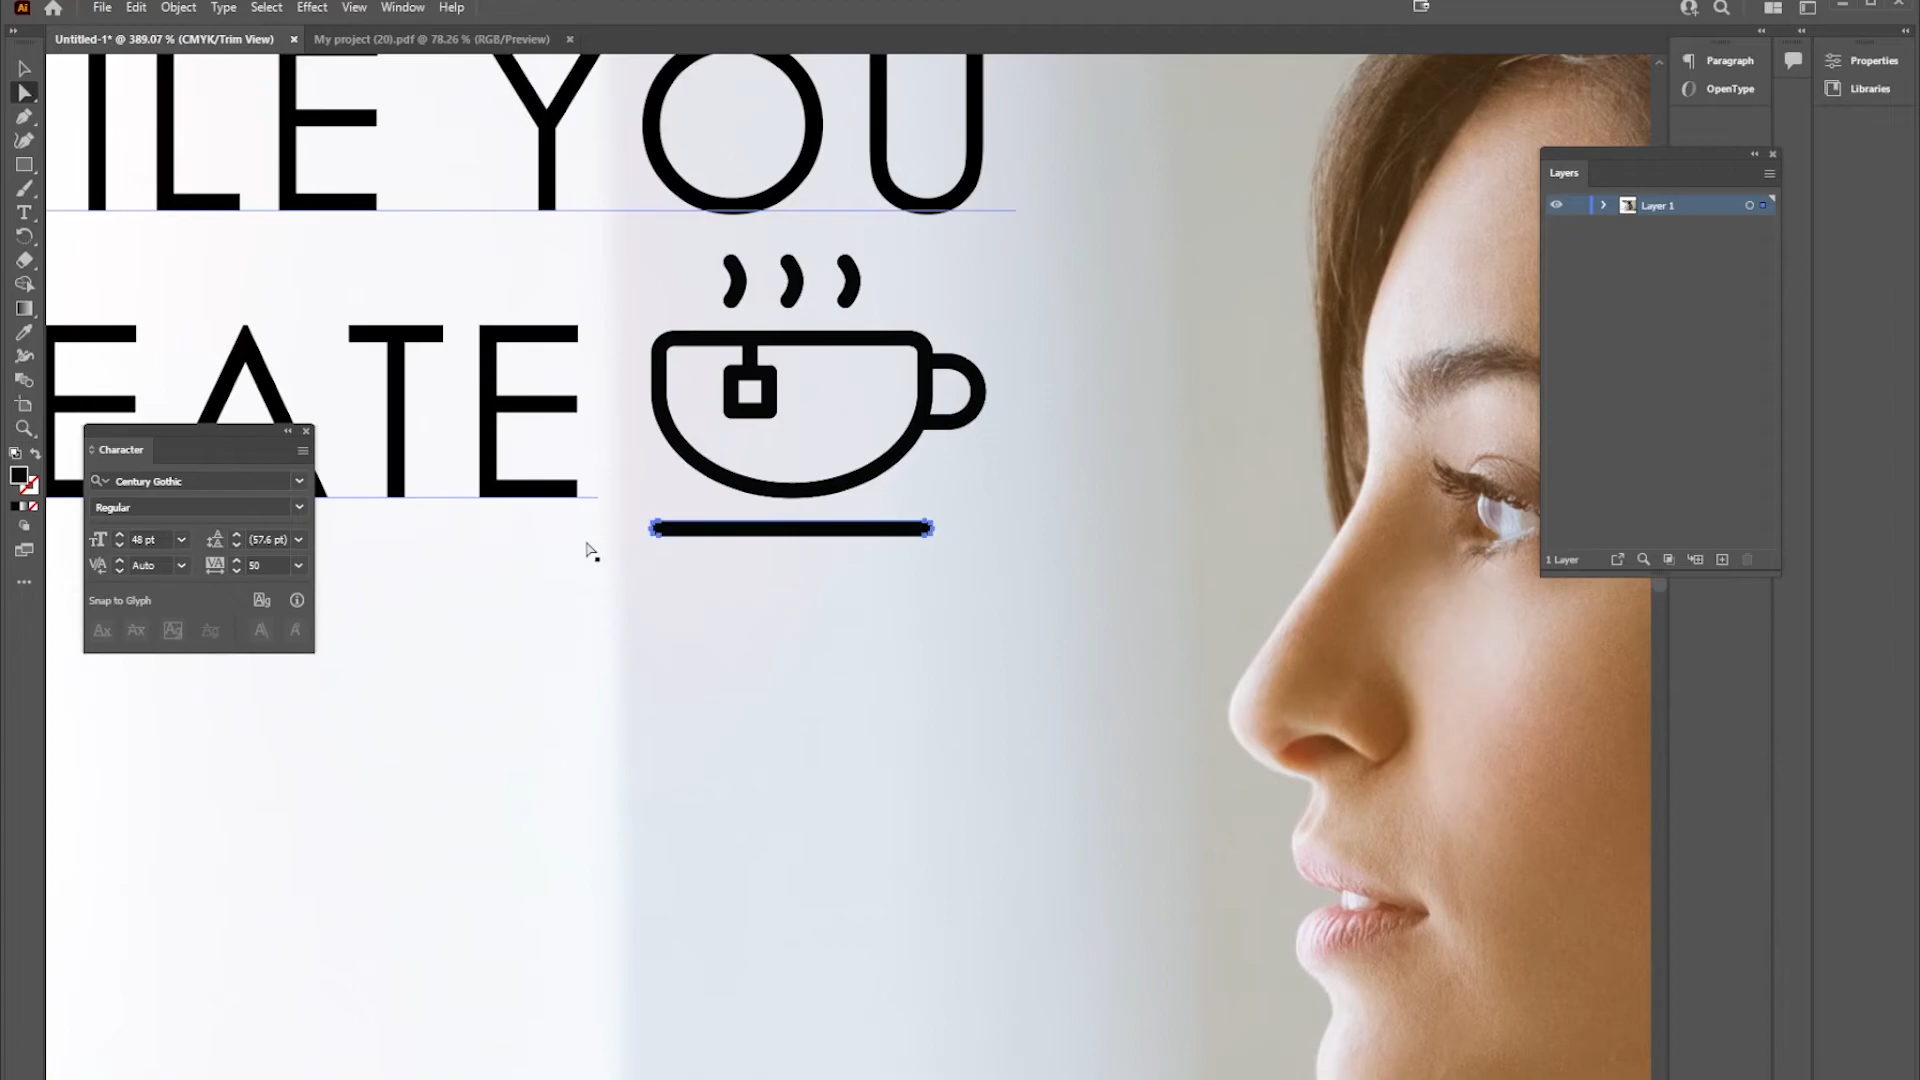 Ai File Edit Object Type Select Effect View Window Help
Untitled-1* @ 389.07 % (CMYK/Trim View) × My project (20).pdf @ 78.26 % (RGB/Preview) ×
Paragraph
OpenType
Properties
Libraries
ILE YOU
EATE
Layers
Layer 1
1 Layer
Character
Century Gothic
Regular
48 pt (57.6 pt)
Auto 50
Snap to Glyph